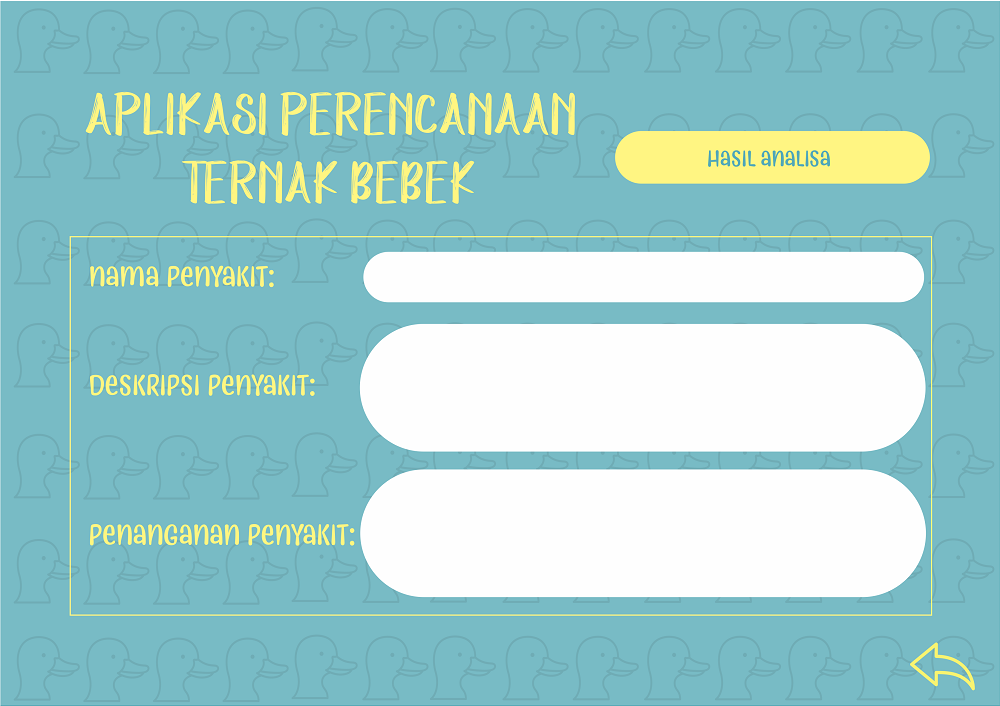 APLIKASI PERENCANAAN
TERNAK BEBEK
Hasil analisa
nama penyakit:
Deskripsi penyakit:
penanganan penyakit: